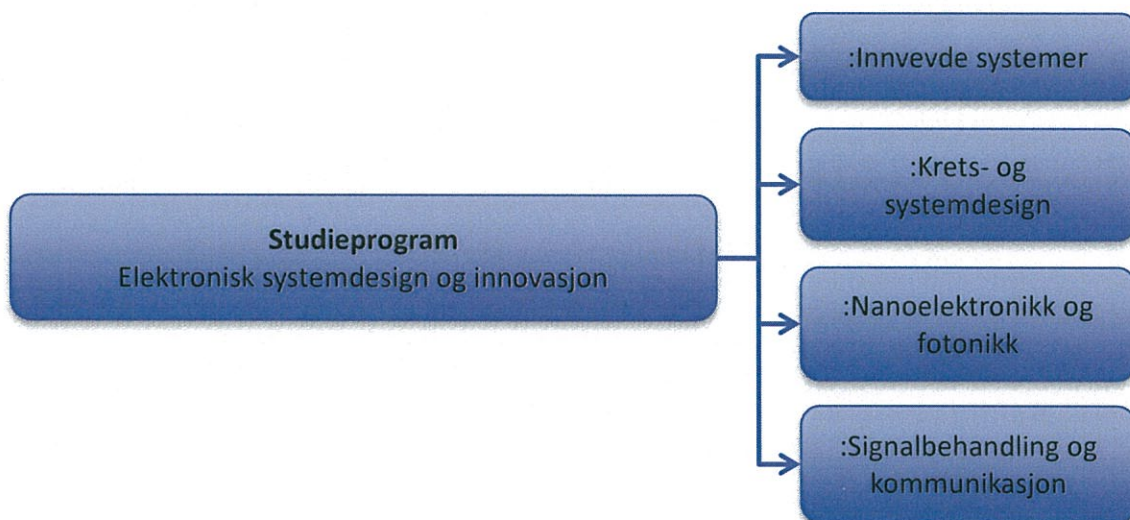 Studieprogram
Elektronisk systemdesign og innovasjon
:Innvevde systemer
:Krets- og
systemdesign
:Nanoelektronikk og
fotonikk
:Signalbehandling og
kommunikasjon